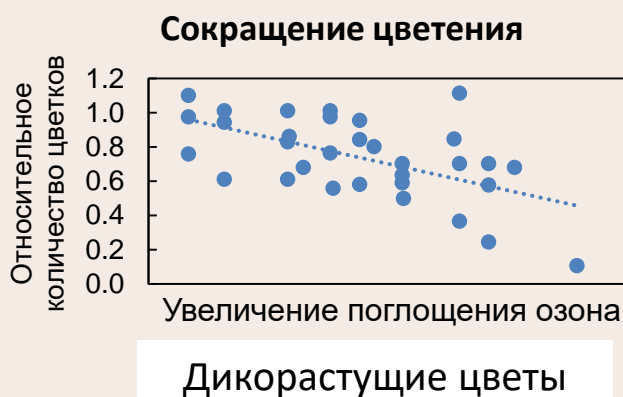 Сокращение цветения
Относительное
количество цветков
1.2
1.0
0.8
0.6
0.4
0.2
0.0
Увеличение поглощения озона
Дикорастущие цветы